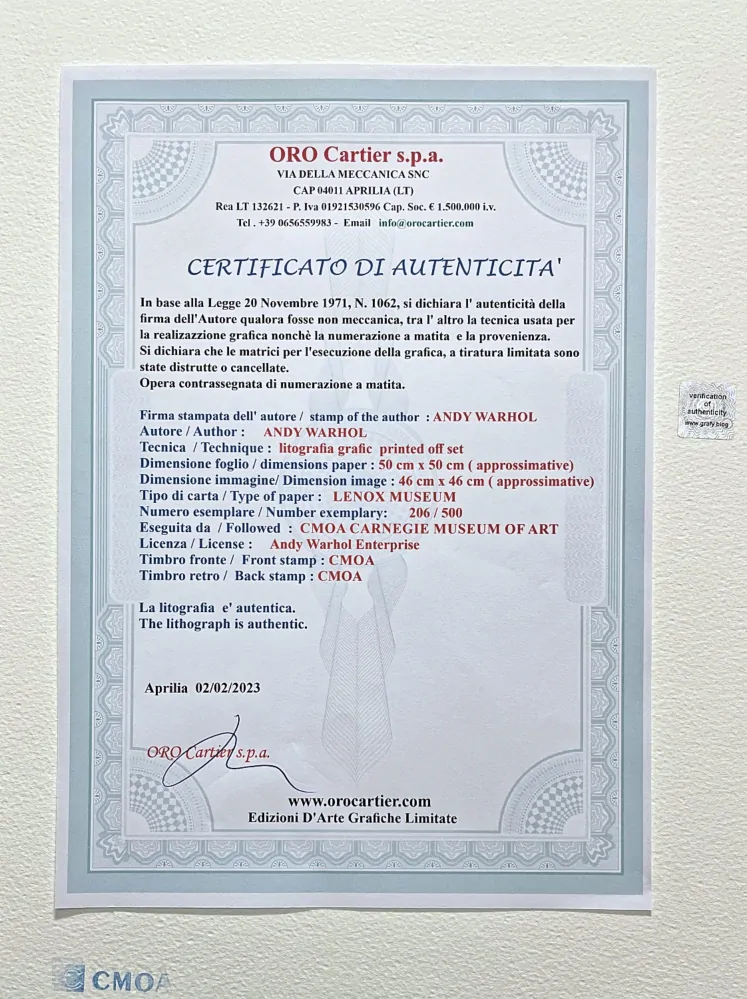 ORO Cartier s.p.a.
VIA DELLA MECCANICA SNC
CAP 04011 APRILIA (LT)
Rea LT 132621 - P. Iva 01921530596 Cap. Soc. € 1.500.000 i.v.
Tel . +39 0656559983 - Email info@orocartier.com
CERTIFICATO DI AUTENTICITA'
In base alla Legge 20 Novembre 1971, N. 1062, si dichiara l' autenticità della
firma dell'Autore qualora fosse non meccanica, tra l' altro la tecnica usata per
la realizazzione grafica nonchè la numerazione a matita e la provenienza.
Si dichiara che le matrici per l'esecuzione della grafica, a tiratura limitata sono
state distrutte o cancellate.
Opera contrassegnata di numerazione a matita.
Firma stampata dell' autore / stamp of the author : ANDY WARHOL
Autore / Author : ANDY WARHOL
Tecnica / Technique : litografia grafic printed off set
Dimensione foglio / dimensions paper : 50 cm x 50 cm ( approssimative)
Dimensione immagine/ Dimension image : 46 cm x 46 cm ( approssimative)
Tipo di carta / Type of paper : LENOX MUSEUM
Numero esemplare / Number exemplary: 206 / 500
Eseguita da / Followed : CMOA CARNEGIE MUSEUM OF ART
Licenza / License : Andy Warhol Enterprise
Timbro fronte / Front stamp : CMOA
Timbro retro / Back stamp : CMOA
La litografia e' autentica.
The lithograph is authentic.
Aprilia 02/02/2023
ORO Cartier s.p.a.
www.orocartier.com
Edizioni D'Arte Grafiche Limitate
verification
of
authenticity
www.grafy.blog
CMOA